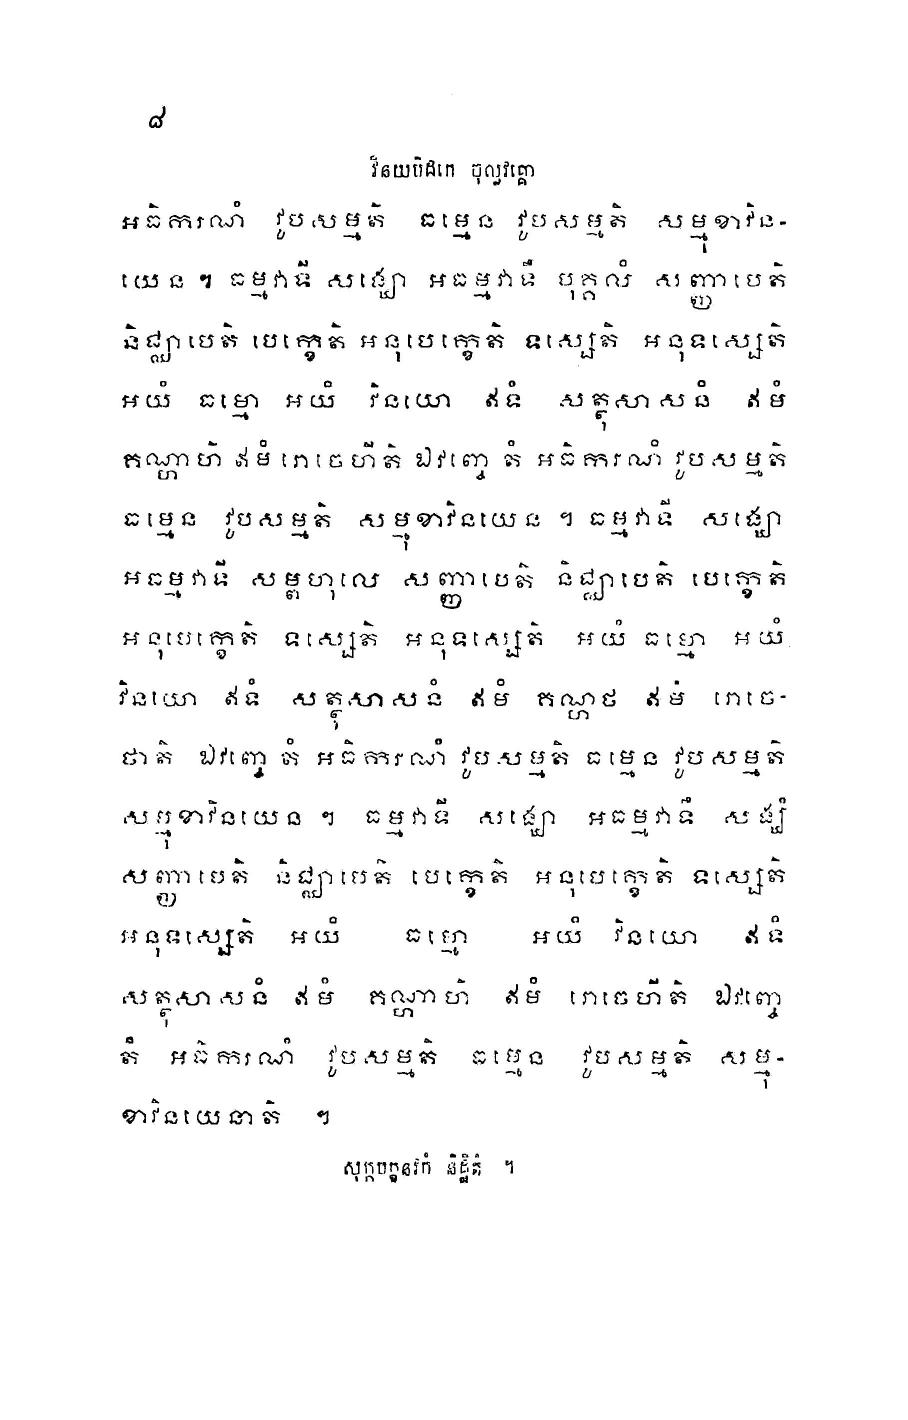 ៨
វិនយបិដកេ ចុល្លវគ្គោ
អធិករណំ វូបសម្មតិ ធម្មេន វូបសម្មតិ សម្មុខាវិន-
យេន ។ ធម្មវាទី សង្ឃោ អធម្មវាទឹ បុគ្គលំ សញ្ញាបេតិ
និជ្ឈាបេតិ បេក្ខេតិ អនុបេក្ខេតិ ទស្សេតិ អនុទស្សេតិ
អយំ ធម្មោ អយំ វិនយោ ឥទំ សត្ថុសាសនំ ឥមំ
គណ្ហាហិ ឥមំ រោចេហីតិ ឯវញ្ចេ តំ អធិករណំ វូបសម្មតិ
ធម្មេន វូបសម្មតិ សម្មុខាវិនយេន ។ ធម្មវាទី សង្ឃោ
អធម្មវាទី សម្ពហុលេ សញ្ញាបេតិ និជ្ឈាបេតិ បេក្ខេតិ
អនុបេក្ខេតិ ទស្សេតិ អនុទស្សេតិ អយំ ធម្មោ អយំ
វិនយោ ឥទំ សត្ថុសាសនំ ឥមំ គណ្ហថ ឥមំ រោចេ-
ថាតិ ឯវញ្ចេ តំ អធិករណំ វូបសម្មតិ ធម្មេន វូបសម្មតិ
សម្មុខាវិនយេន ។ ធម្មវាទី សង្ឃោ អធម្មវាទឹ សង្ឃំ
សញ្ញាបេតិ និជ្ឈាបេតិ បេក្ខេតិ អនុបេក្ខេតិ ទស្សេតិ
អនុទស្សេតិ អយំ ធម្មោ អយំ វិនយោ ឥទំ
សត្ថុសាសនំ ឥមំ គណ្ហាហិ ឥមំ រោចេហីតិ ឯវញ្ចេ
តំ អធិករណំ វូបសម្មតិ ធម្មេន វូបសម្មតិ សម្មុ-
ខាវិនយេនាតិ ។
សុក្កបក្ខនវកំ និដ្ឋិតំ ។